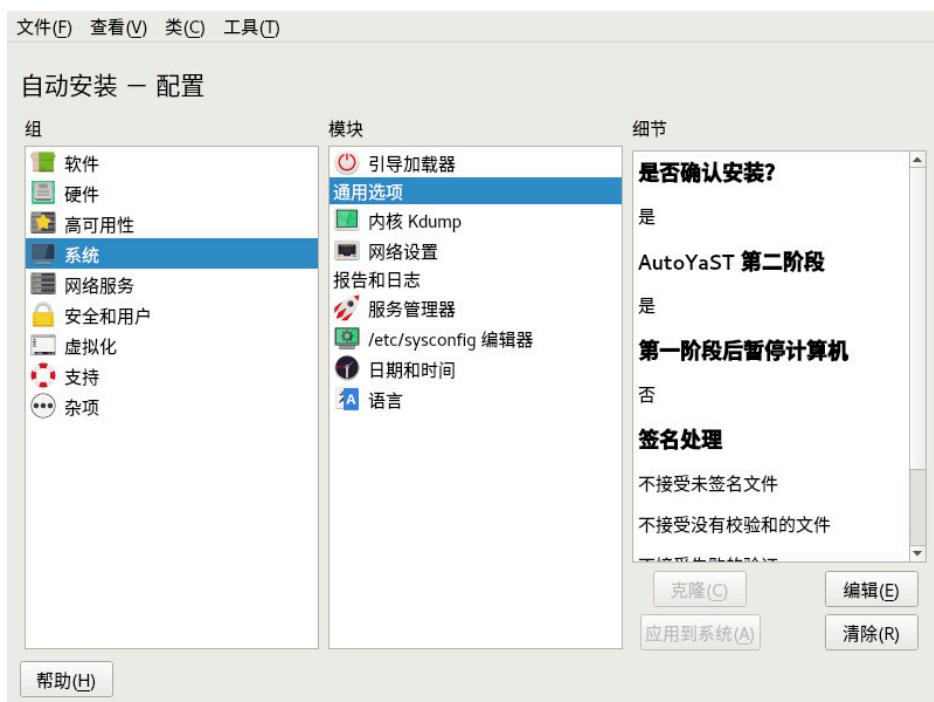 文件(F) 查看(V) 类(C) 工具(T)
自动安装 － 配置
组
软件
硬件
高可用性
系统
网络服务
安全和用户
虚拟化
支持
杂项
模块
引导加载器
通用选项
内核 Kdump
网络设置
报告和日志
服务管理器
/etc/sysconfig 编辑器
日期和时间
语言
细节
是否确认安装?
是
AutoYaST 第二阶段
是
第一阶段后暂停计算机
否
签名处理
不接受未签名文件
不接受没有校验和的文件
克隆(C)
编辑(E)
应用到系统(A)
清除(R)
帮助(H)